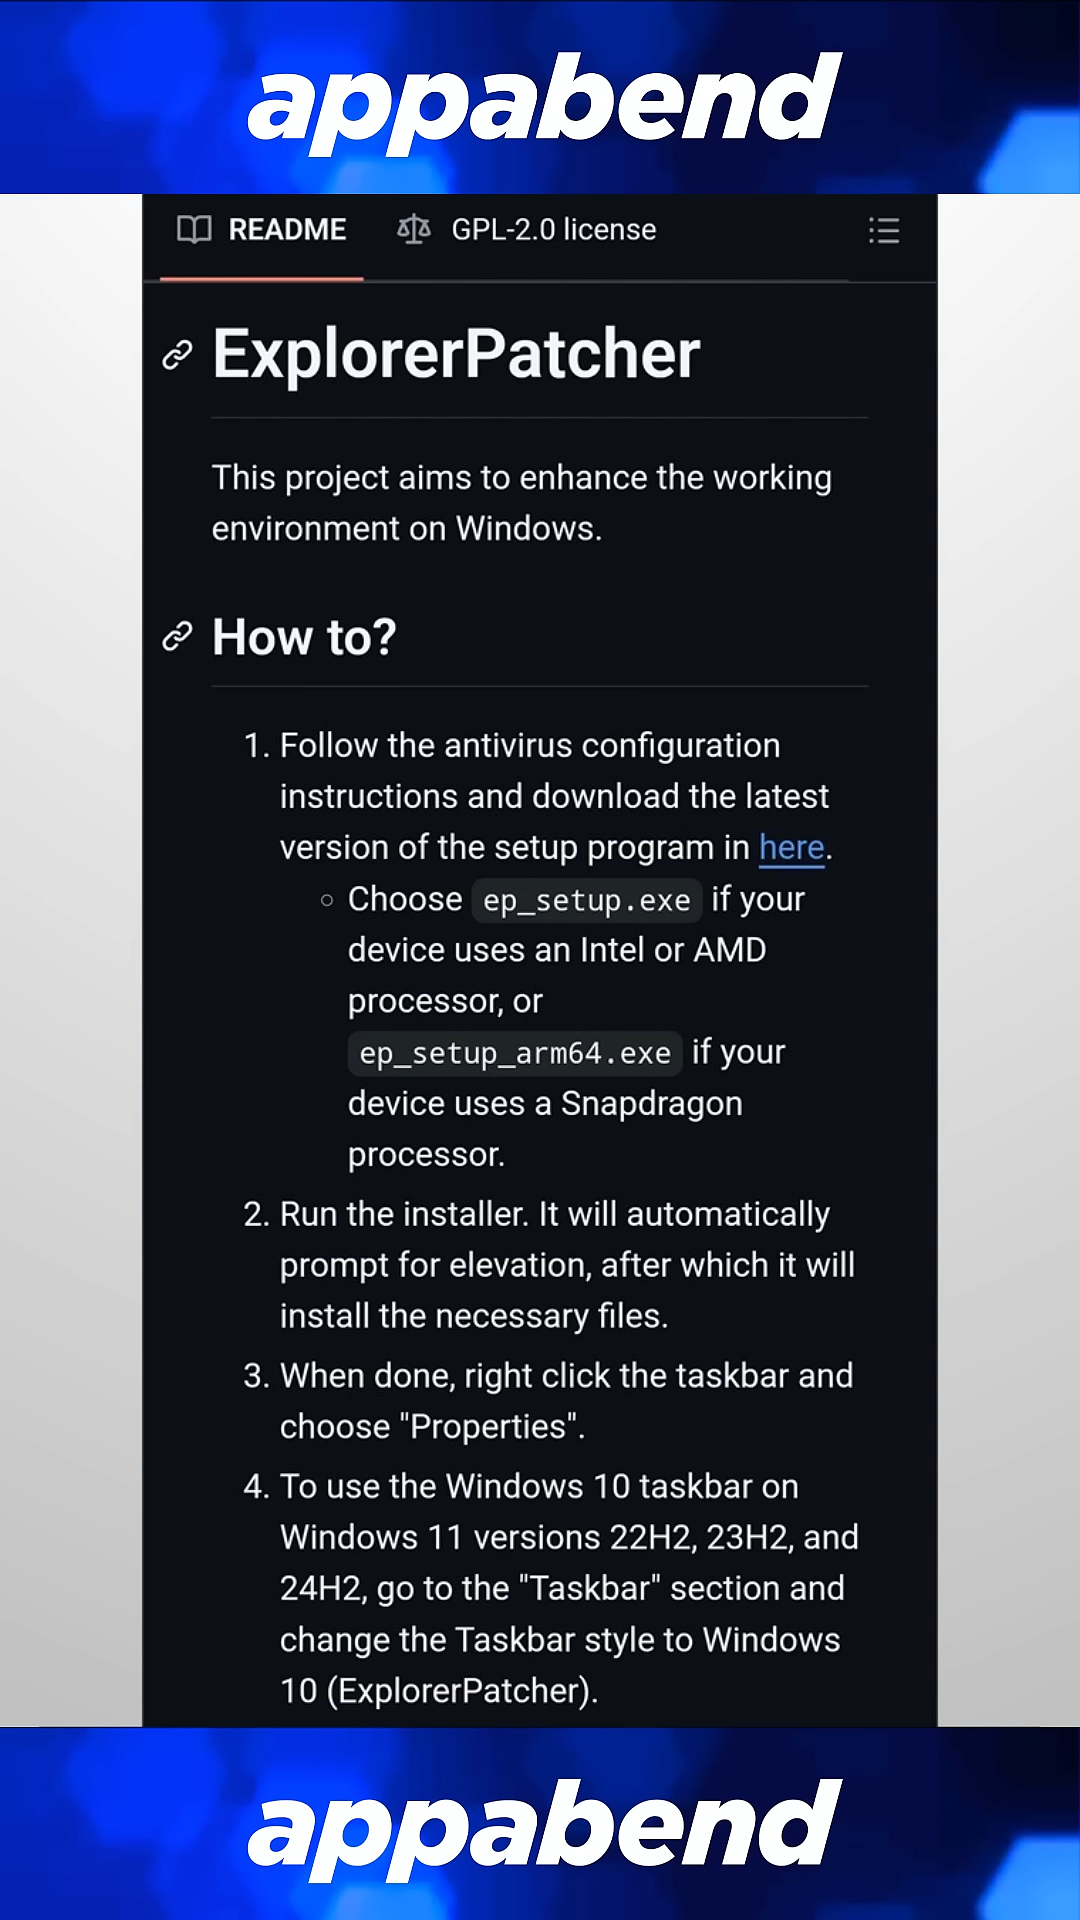 appabend
README GPL-2.0 license
ExplorerPatcher
This project aims to enhance the working
environment on Windows.
How to?
1. Follow the antivirus configuration
instructions and download the latest
version of the setup program in here.
Choose ep_setup.exe if your
device uses an Intel or AMD
processor, or
ep_setup_arm64.exe if your
device uses a Snapdragon
processor.
2. Run the installer. It will automatically
prompt for elevation, after which it will
install the necessary files.
3. When done, right click the taskbar and
choose "Properties".
4. To use the Windows 10 taskbar on
Windows 11 versions 22H2, 23H2, and
24H2, go to the "Taskbar" section and
change the Taskbar style to Windows
10 (ExplorerPatcher).
appabend